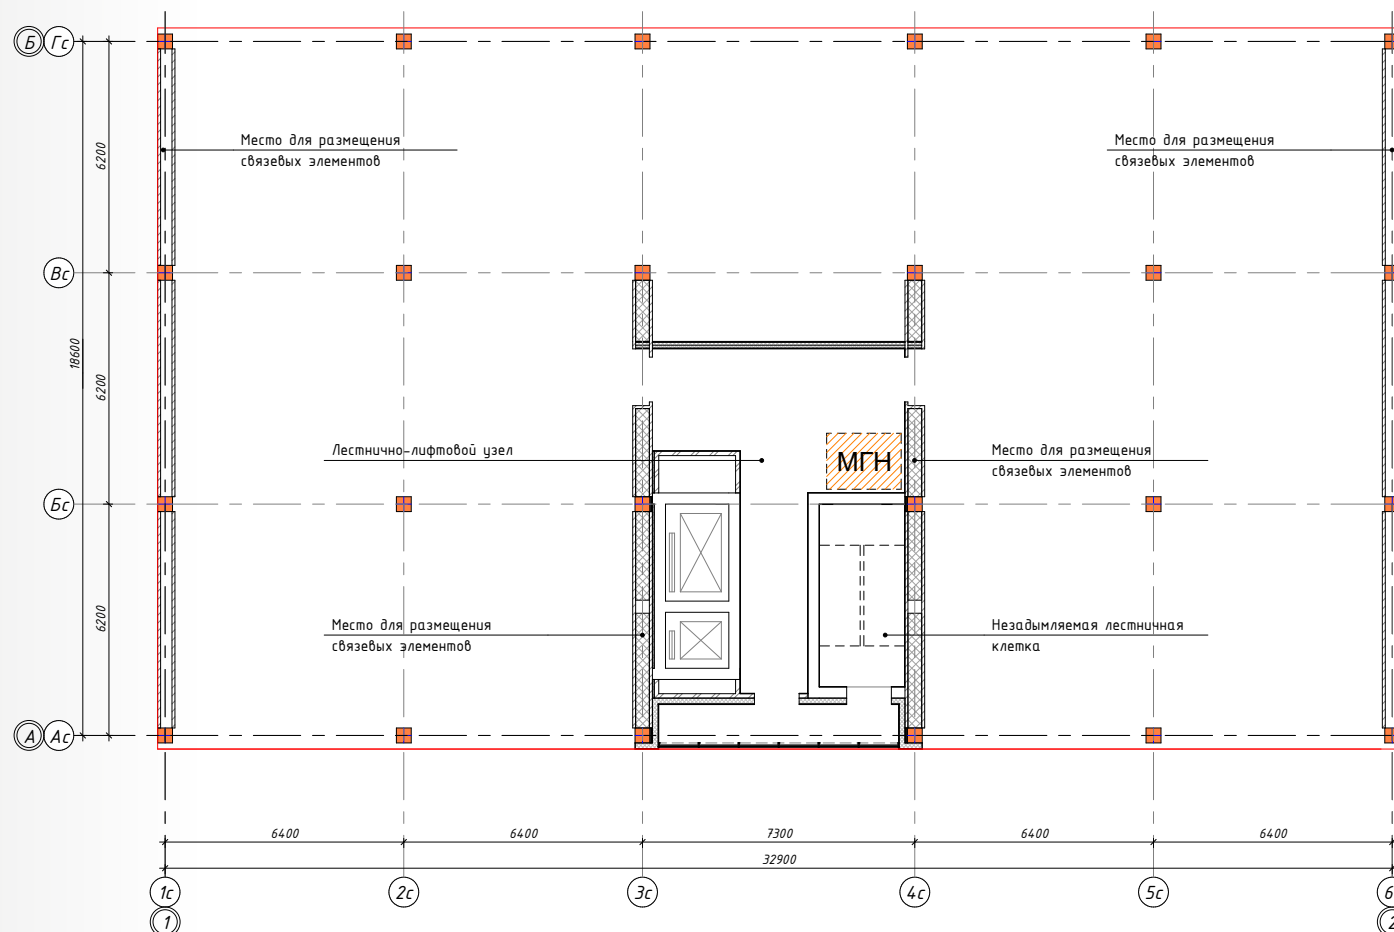 Б Гс
Место для размещения
связевых элементов
Место для размещения
связевых элементов
6200
Вс
18600
6200
Лестнично-лифтовой узел
МГН
Место для размещения
связевых элементов
Бс
6200
Место для размещения
связевых элементов
Незадымляемая лестничная
клетка
А Ас
6400 6400 7300 6400 6400
32900
1с 2с 3с 4с 5с 6
1 2